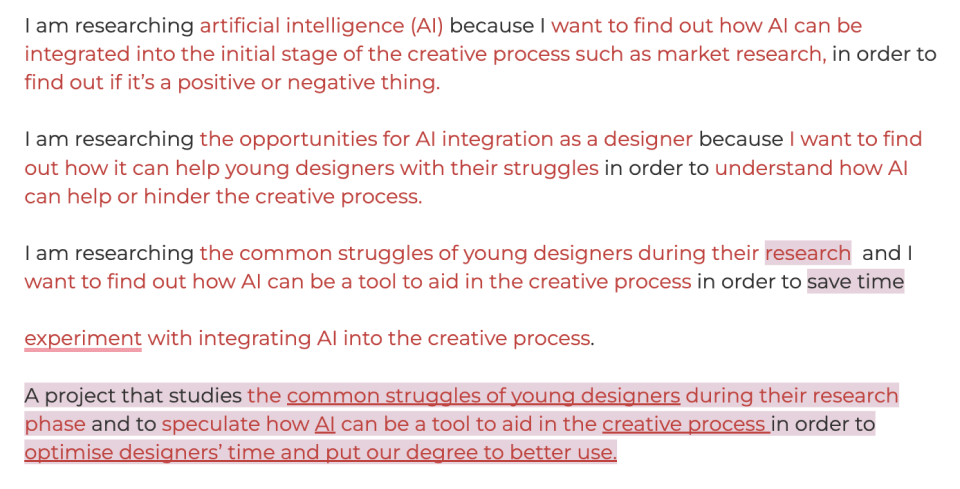 I am researching artificial intelligence (AI) because I want to find out how AI can be
integrated into the initial stage of the creative process such as market research, in order to
find out if it’s a positive or negative thing.
I am researching the opportunities for AI integration as a designer because I want to find
out how it can help young designers with their struggles in order to understand how AI
can help or hinder the creative process.
I am researching the common struggles of young designers during their research and I
want to find out how AI can be a tool to aid in the creative process in order to save time
experiment with integrating AI into the creative process.
A project that studies the common struggles of young designers during their research
phase and to speculate how AI can be a tool to aid in the creative process in order to
optimise designers’ time and put our degree to better use.